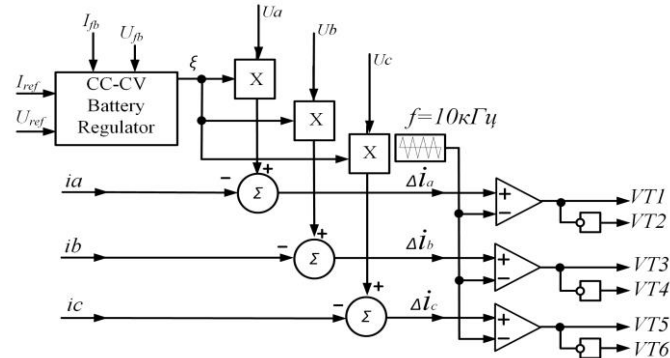 I_fb
U_fb
Ua
Ub
Uc
I_ref
U_ref
CC-CV
Battery
Regulator
ξ
X
X
X
f=10кГц
ia
−
+
Σ
Δi_a
+
−
VT1
VT2
ib
−
+
Σ
Δi_b
+
−
VT3
VT4
ic
−
+
Σ
Δi_c
+
−
VT5
VT6